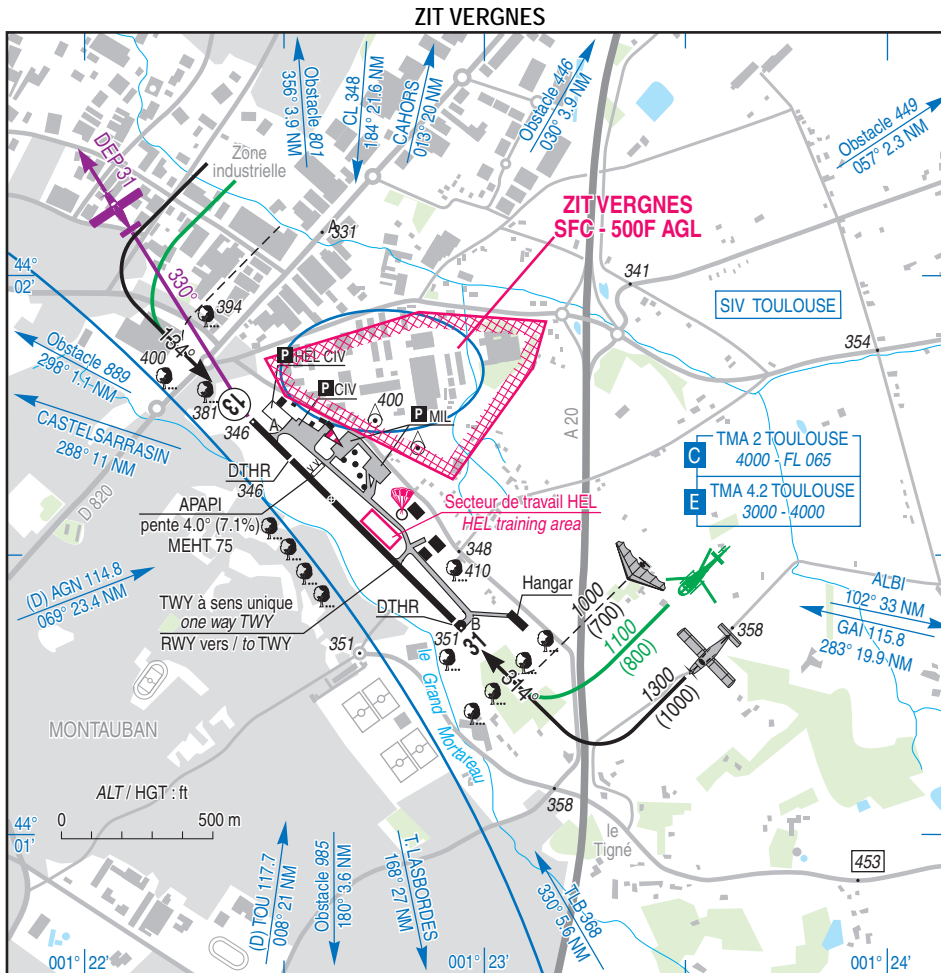 ZIT VERGNES
Obstacle 801
356° 3.9 NM
CL 348
184° 21.6 NM
CAHORS
013° 20 NM
Obstacle 446
030° 3.9 NM
Obstacle 449
057° 2.3 NM
DEP 31
Zone
industrielle
A
331
ZIT VERGNES
SFC - 500F AGL
44°
02'
330°
394
341
SIV TOULOUSE
134°
400
354
Obstacle 889
298° 1.1 NM
P HEL CIV
P CIV
400
381
13
P MIL
CASTELSARRASIN
288° 11 NM
346
A
A 20
C
TMA 2 TOULOUSE
4000 - FL 065
E
TMA 4.2 TOULOUSE
3000 - 4000
DTHR
346
D 820
APAPI
pente 4.0° (7.1%)
MEHT 75
Secteur de travail HEL
HEL training area
348
410
(D) AGN 114.8
069° 23.4 NM
TWY à sens unique
one way TWY
RWY vers / to TWY
DTHR
Hangar
1000
(700)
ALBI
102° 33 NM
GAI 115.8
283° 19.9 NM
B
351
351
31
1100
(800)
358
314°
1300
(1000)
le Grand Mortareau
MONTAUBAN
ALT / HGT : ft
0 500 m
358
44°
01'
le
Tigné
453
(D) TOU 117.7
008° 21 NM
Obstacle 985
180° 3.6 NM
T. LASBORDES
168° 27 NM
TLB 368
330° 5.6 NM
001° 22'
001° 23'
001° 24'